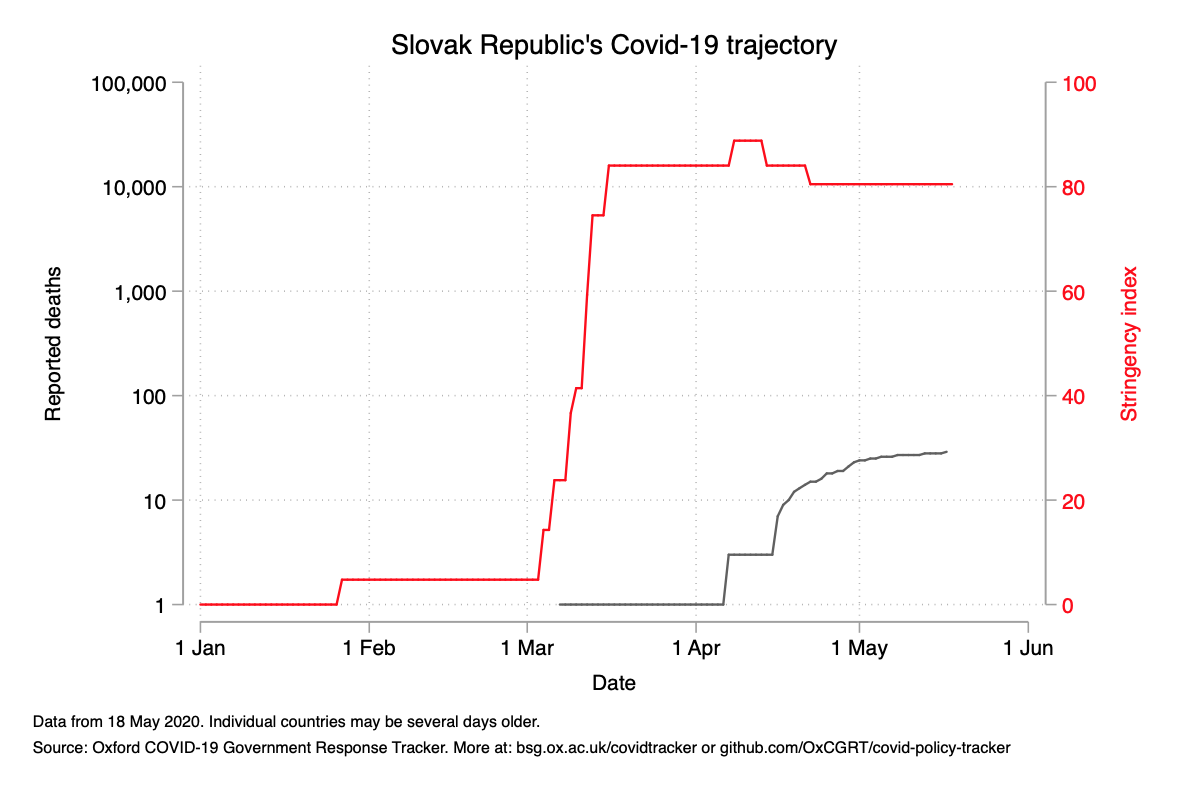 Slovak Republic's Covid-19 trajectory
100,000
10,000
1,000
100
10
1
Reported deaths
100
80
60
40
20
0
Stringency index
1 Jan
1 Feb
1 Mar
1 Apr
1 May
1 Jun
Date
Data from 18 May 2020. Individual countries may be several days older.
Source: Oxford COVID-19 Government Response Tracker. More at: bsg.ox.ac.uk/covidtracker or github.com/OxCGRT/covid-policy-tracker